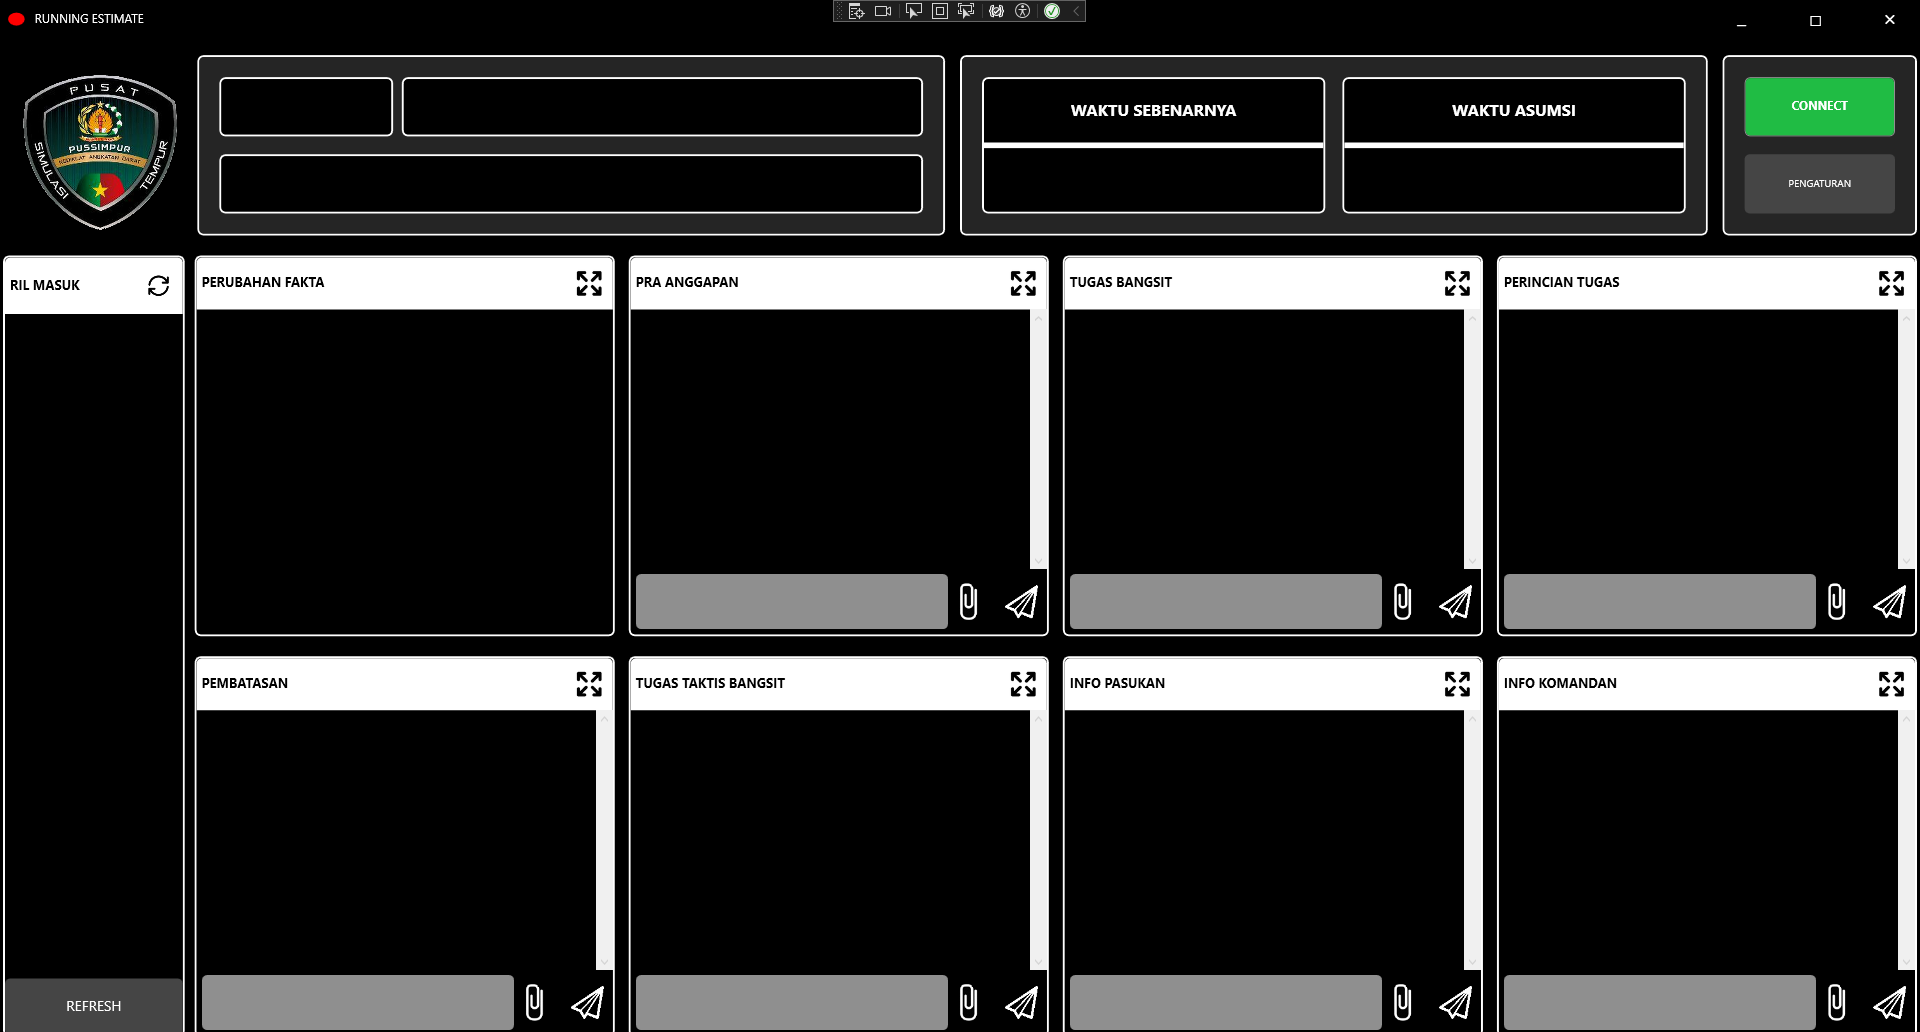 RUNNING ESTIMATE
PUSAT
SIMULASI
TEMPUR
PUSSIMPUR
KODIKLAT ANGKATAN DARAT
WAKTU SEBENARNYA
WAKTU ASUMSI
CONNECT
PENGATURAN
RIL MASUK
PERUBAHAN FAKTA
PRA ANGGAPAN
TUGAS BANGSIT
PERINCIAN TUGAS
PEMBATASAN
TUGAS TAKTIS BANGSIT
INFO PASUKAN
INFO KOMANDAN
REFRESH